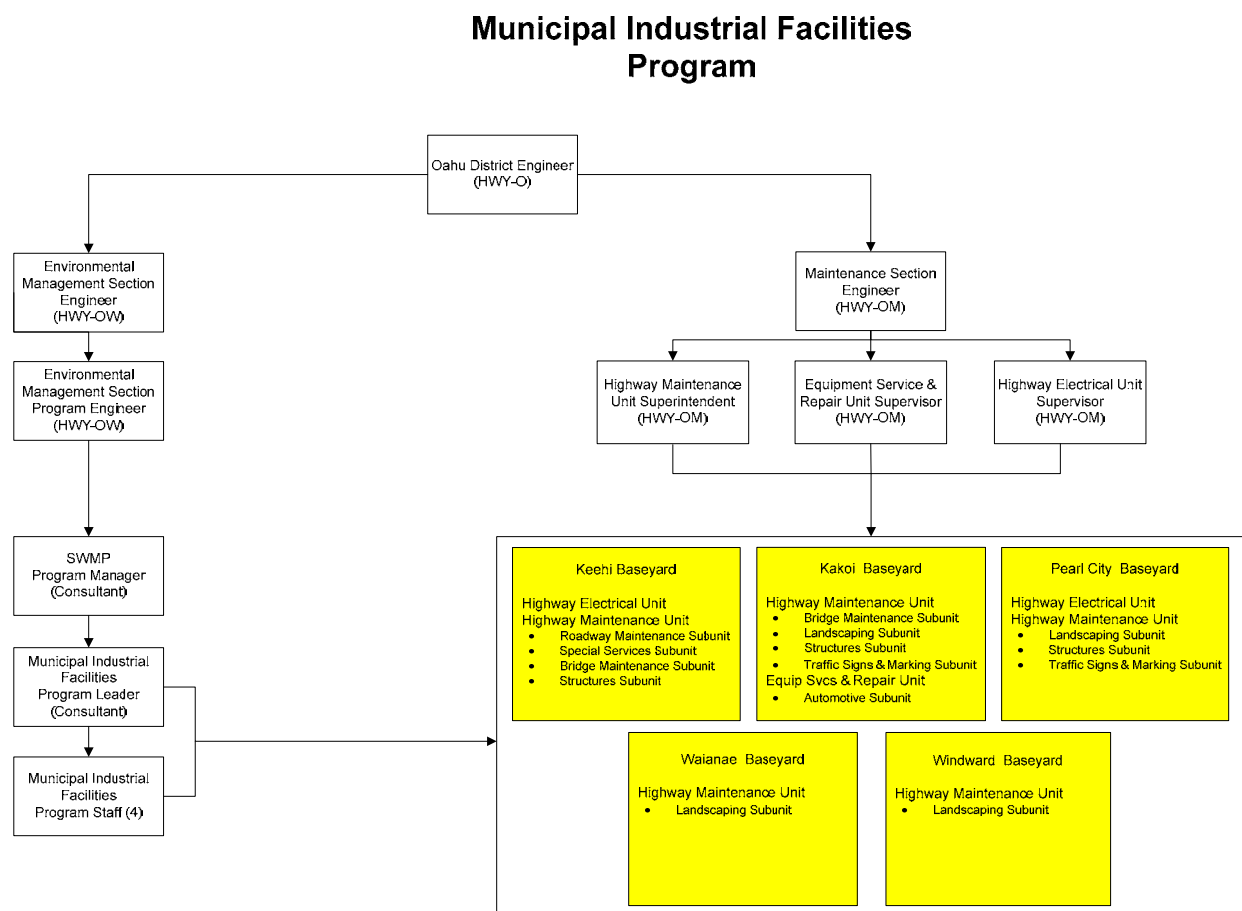 Municipal Industrial Facilities
Program
Oahu District Engineer
(HWY-O)
Environmental
Management Section
Engineer
(HWY-OW)
Maintenance Section
Engineer
(HWY-OM)
Environmental
Management Section
Program Engineer
(HWY-OW)
Highway Maintenance
Unit Superintendent
(HWY-OM)
Equipment Service &
Repair Unit Supervisor
(HWY-OM)
Highway Electrical Unit
Supervisor
(HWY-OM)
SWMP
Program Manager
(Consultant)
Municipal Industrial
Facilities
Program Leader
(Consultant)
Municipal Industrial
Facilities
Program Staff (4)
Keehi Baseyard
Highway Electrical Unit
Highway Maintenance Unit
• Roadway Maintenance Subunit
• Special Services Subunit
• Bridge Maintenance Subunit
• Structures Subunit
Kakoi Baseyard
Highway Maintenance Unit
• Bridge Maintenance Subunit
• Landscaping Subunit
• Structures Subunit
• Traffic Signs & Marking Subunit
Equip Svcs & Repair Unit
• Automotive Subunit
Pearl City Baseyard
Highway Electrical Unit
Highway Maintenance Unit
• Landscaping Subunit
• Structures Subunit
• Traffic Signs & Marking Subunit
Waianae Baseyard
Highway Maintenance Unit
• Landscaping Subunit
Windward Baseyard
Highway Maintenance Unit
• Landscaping Subunit